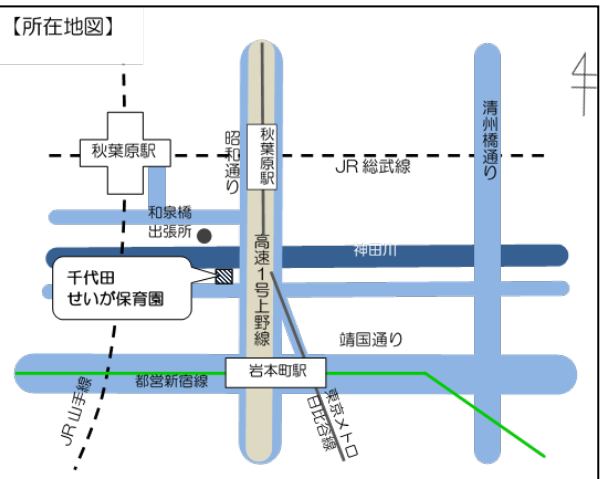 【所在地図】
秋葉原駅
昭和通り
秋葉原駅
清州橋通り
JR 総武線
和泉橋
出張所
神田川
千代田
せいが保育園
高速1号上野線
靖国通り
都営新宿線
岩本町駅
JR山手線
東京メトロ
日比谷線